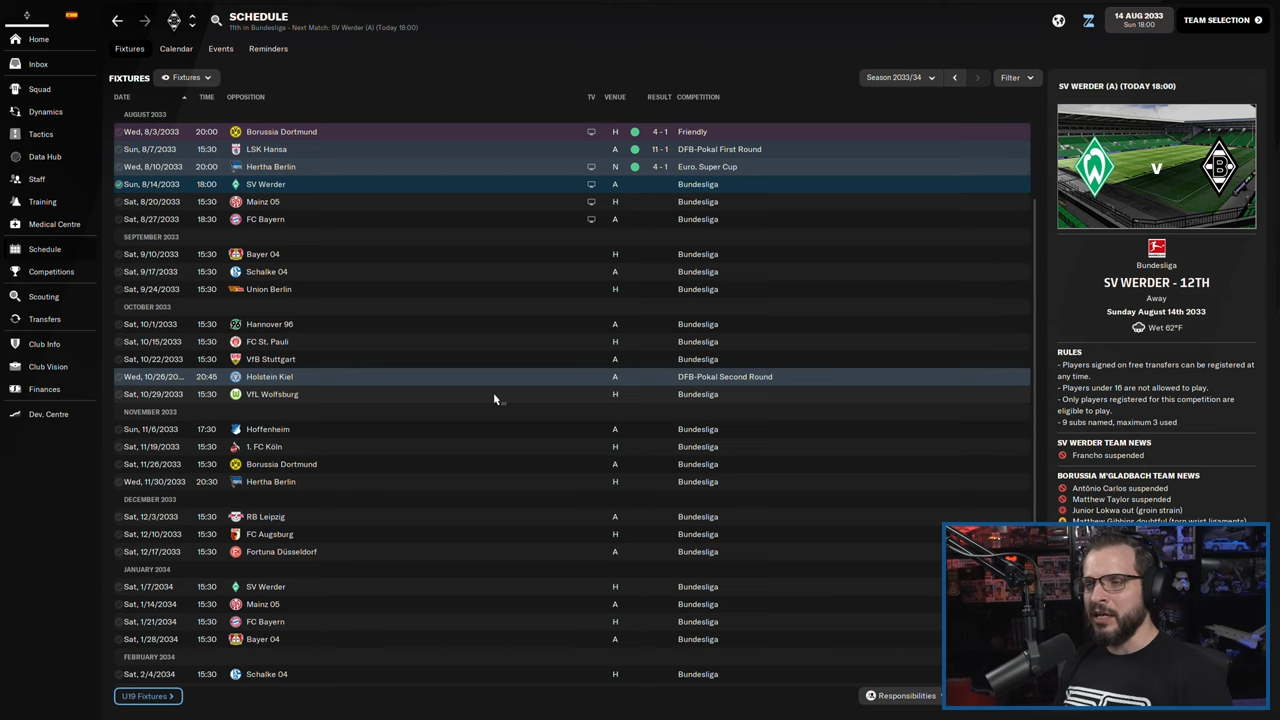 SCHEDULE
11th in Bundesliga - Next Match: SV Werder (A) (Today 18:00)
14 AUG 2033
Sun 18:00
TEAM SELECTION
Home
Inbox
Squad
Dynamics
Tactics
Data Hub
Staff
Training
Medical Centre
Schedule
Competitions
Scouting
Transfers
Club Info
Club Vision
Finances
Dev. Centre
Fixtures Calendar Events Reminders
FIXTURES Fixtures Season 2033/34 Filter
DATE TIME OPPOSITION TV VENUE RESULT COMPETITION
AUGUST 2033
Wed, 8/3/2033 20:00 Borussia Dortmund H 4 - 1 Friendly
Sun, 8/7/2033 15:30 LSK Hansa A 11 - 1 DFB-Pokal First Round
Wed, 8/10/2033 20:00 Hertha Berlin N 4 - 1 Euro. Super Cup
Sun, 8/14/2033 18:00 SV Werder A Bundesliga
Sat, 8/20/2033 15:30 Mainz 05 H Bundesliga
Sat, 8/27/2033 18:30 FC Bayern A Bundesliga
SEPTEMBER 2033
Sat, 9/10/2033 15:30 Bayer 04 H Bundesliga
Sat, 9/17/2033 15:30 Schalke 04 A Bundesliga
Sat, 9/24/2033 15:30 Union Berlin H Bundesliga
OCTOBER 2033
Sat, 10/1/2033 15:30 Hannover 96 A Bundesliga
Sat, 10/15/2033 15:30 FC St. Pauli H Bundesliga
Sat, 10/22/2033 15:30 VfB Stuttgart A Bundesliga
Wed, 10/26/20... 20:45 Holstein Kiel A DFB-Pokal Second Round
Sat, 10/29/2033 15:30 VfL Wolfsburg H Bundesliga
NOVEMBER 2033
Sun, 11/6/2033 17:30 Hoffenheim A Bundesliga
Sat, 11/19/2033 15:30 1. FC Köln H Bundesliga
Sat, 11/26/2033 15:30 Borussia Dortmund A Bundesliga
Wed, 11/30/2033 20:30 Hertha Berlin H Bundesliga
DECEMBER 2033
Sat, 12/3/2033 15:30 RB Leipzig A Bundesliga
Sat, 12/10/2033 15:30 FC Augsburg H Bundesliga
Sat, 12/17/2033 15:30 Fortuna Düsseldorf A Bundesliga
JANUARY 2034
Sat, 1/7/2034 15:30 SV Werder H Bundesliga
Sat, 1/14/2034 15:30 Mainz 05 A Bundesliga
Sat, 1/21/2034 15:30 FC Bayern H Bundesliga
Sat, 1/28/2034 15:30 Bayer 04 A Bundesliga
FEBRUARY 2034
Sat, 2/4/2034 15:30 Schalke 04 H Bundesliga
U19 Fixtures
Responsibilities
SV WERDER (A) (TODAY 18:00)
V
Bundesliga
SV WERDER - 12TH
Away
Sunday August 14th 2033
Wet 62°F
RULES
- Players signed on free transfers can be registered at
any time.
- Players under 16 are not allowed to play.
- Only players registered for this competition are
eligible to play.
- 9 subs named, maximum 3 used
SV WERDER TEAM NEWS
Francho suspended
BORUSSIA M'GLADBACH TEAM NEWS
Antônio Carlos suspended
Matthew Taylor suspended
Junior Lokwa out (groin strain)
Matthew Gibbins doubtful (torn wrist ligaments)